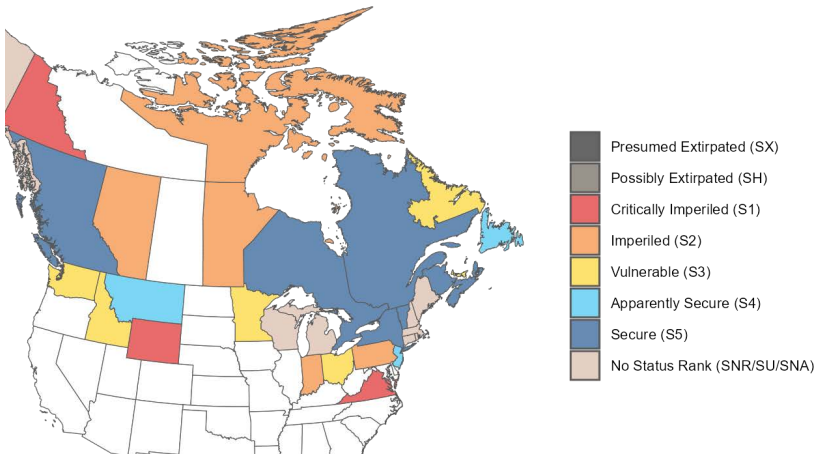 Presumed Extirpated (SX)
Possibly Extirpated (SH)
Critically Imperiled (S1)
Imperiled (S2)
Vulnerable (S3)
Apparently Secure (S4)
Secure (S5)
No Status Rank (SNR/SU/SNA)